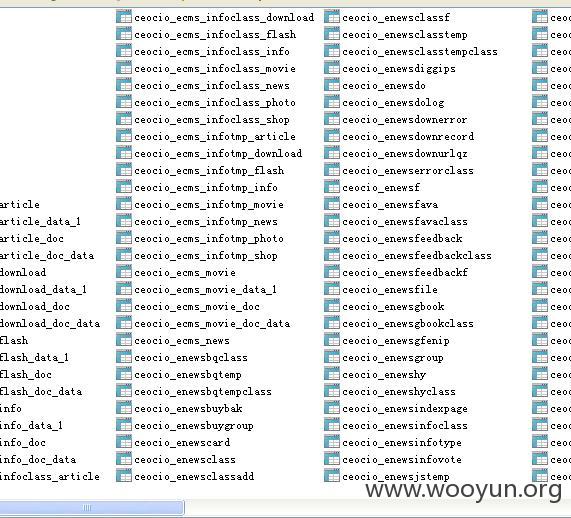 article
article_data_1
article_doc
article_doc_data
download
download_data_1
download_doc
download_doc_data
flash
flash_data_1
flash_doc
flash_doc_data
info
info_data_1
info_doc
info_doc_data
infoclass_article
ceocio_ecms_infoclass_download
ceocio_ecms_infoclass_flash
ceocio_ecms_infoclass_info
ceocio_ecms_infoclass_movie
ceocio_ecms_infoclass_news
ceocio_ecms_infoclass_photo
ceocio_ecms_infoclass_shop
ceocio_ecms_infotmp_article
ceocio_ecms_infotmp_download
ceocio_ecms_infotmp_flash
ceocio_ecms_infotmp_info
ceocio_ecms_infotmp_movie
ceocio_ecms_infotmp_news
ceocio_ecms_infotmp_photo
ceocio_ecms_infotmp_shop
ceocio_ecms_movie
ceocio_ecms_movie_data_1
ceocio_ecms_movie_doc
ceocio_ecms_movie_doc_data
ceocio_ecms_news
ceocio_enewsbqclass
ceocio_enewsbqtemp
ceocio_enewsbqtempclass
ceocio_enewsbuybak
ceocio_enewsbuygroup
ceocio_enewscard
ceocio_enewsclass
ceocio_enewsclassadd
ceocio_enewsclassf
ceocio_enewsclasstemp
ceocio_enewsclasstempclass
ceocio_enewsdiggips
ceocio_enewsdo
ceocio_enewsdolog
ceocio_enewsdownerror
ceocio_enewsdownrecord
ceocio_enewsdownurlqz
ceocio_enewserrorclass
ceocio_enewsf
ceocio_enewsfava
ceocio_enewsfavaclass
ceocio_enewsfeedback
ceocio_enewsfeedbackclass
ceocio_enewsfeedbackf
ceocio_enewsfile
ceocio_enewsgbook
ceocio_enewsgbookclass
ceocio_enewsgfenip
ceocio_enewsgroup
ceocio_enewshy
ceocio_enewshyclass
ceocio_enewsindexpage
ceocio_enewsinfoclass
ceocio_enewsinfotype
ceocio_enewsinfovote
ceocio_enewsjstemp
www.wooyun.org